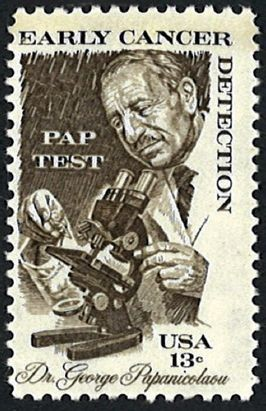 EARLY CANCER
DETECTION
PAP
TEST
USA
13c
Dr. George Papanicolaou